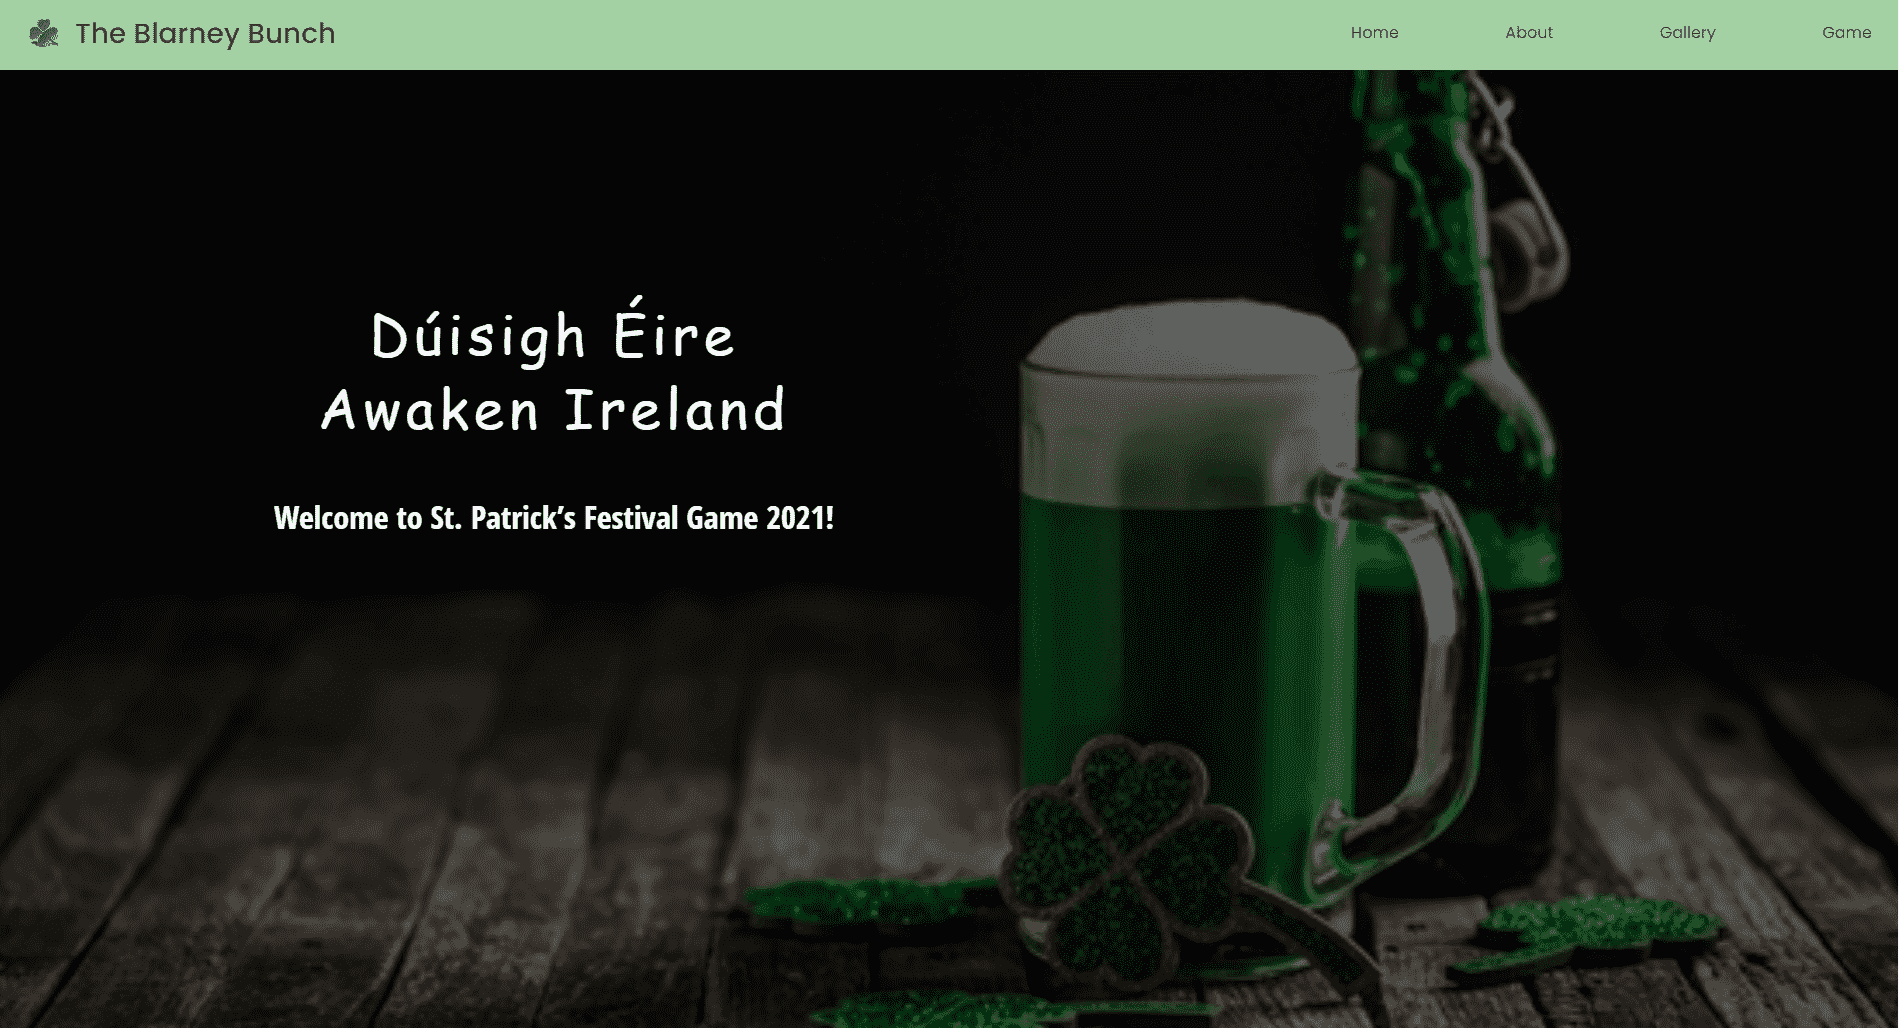 The Blarney Bunch
Home
About
Gallery
Game
Dúisigh Éire
Awaken Ireland
Welcome to St. Patrick’s Festival Game 2021!